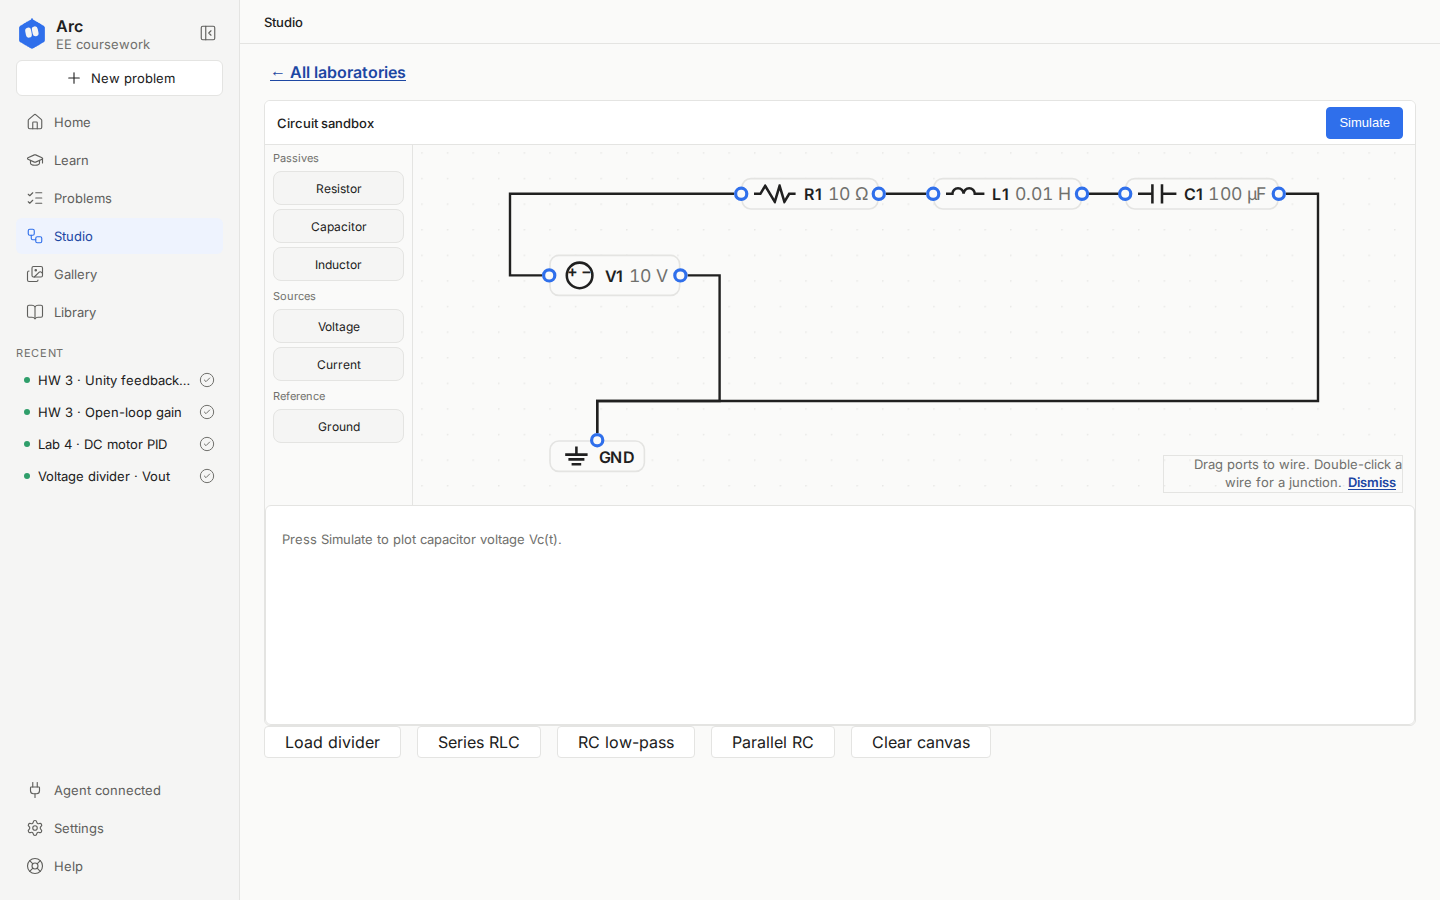 Arc
EE coursework
New problem
Home
Learn
Problems
Studio
Gallery
Library
RECENT
HW 3 · Unity feedback...
HW 3 · Open-loop gain
Lab 4 · DC motor PID
Voltage divider · Vout
Agent connected
Settings
Help
Studio
← All laboratories
Circuit sandbox
Simulate
Passives
Resistor
Capacitor
Inductor
Sources
Voltage
Current
Reference
Ground
R1 10 Ω
L1 0.01 H
C1 100 µF
V1 10 V
GND
Drag ports to wire. Double-click a
wire for a junction. Dismiss
Press Simulate to plot capacitor voltage Vc(t).
Load divider
Series RLC
RC low-pass
Parallel RC
Clear canvas